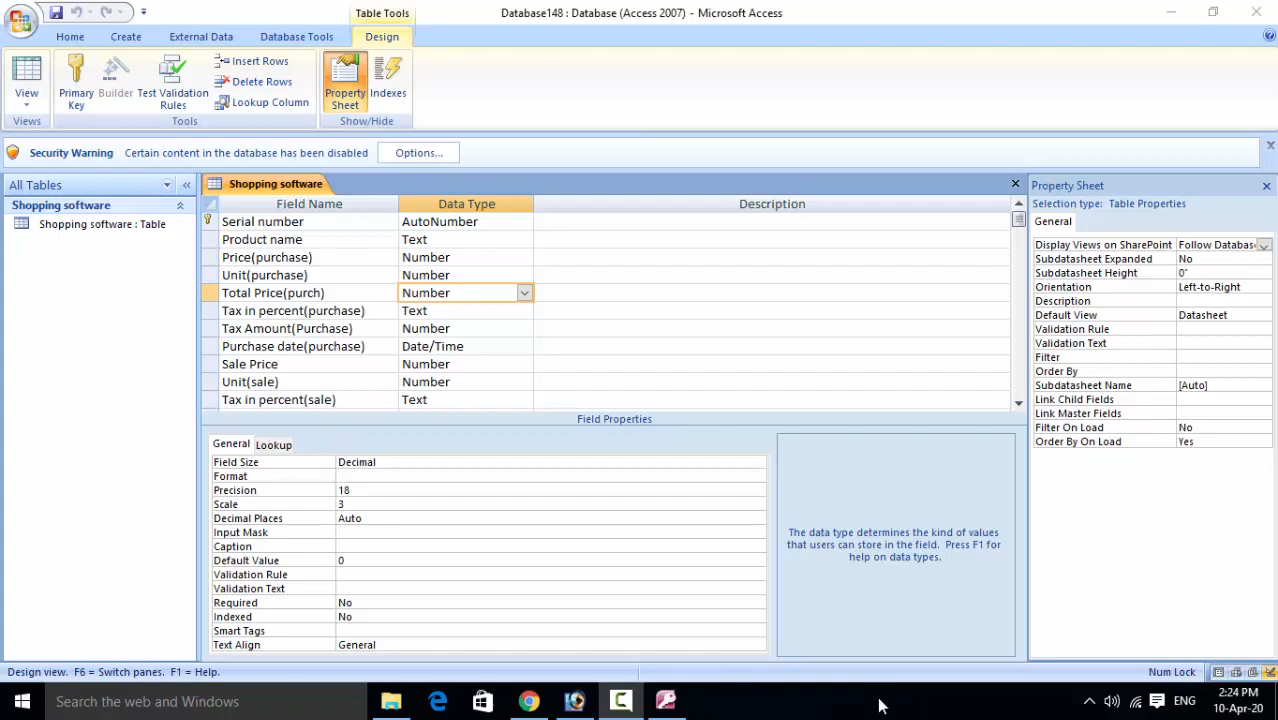 Table Tools
Database148 : Database (Access 2007) - Microsoft Access
Home
Create
External Data
Database Tools
Design
View
Primary Key
Builder
Test Validation Rules
Insert Rows
Delete Rows
Lookup Column
Property Sheet
Indexes
Views
Tools
Show/Hide
Security Warning
Certain content in the database has been disabled
Options...
All Tables
Shopping software
Shopping software : Table
Shopping software
Field Name Data Type Description
Serial number AutoNumber
Product name Text
Price(purchase) Number
Unit(purchase) Number
Total Price(purch) Number
Tax in percent(purchase) Text
Tax Amount(Purchase) Number
Purchase date(purchase) Date/Time
Sale Price Number
Unit(sale) Number
Tax in percent(sale) Text
Field Properties
General Lookup
Field Size Decimal
Format
Precision 18
Scale 3
Decimal Places Auto
Input Mask
Caption
Default Value 0
Validation Rule
Validation Text
Required No
Indexed No
Smart Tags
Text Align General
The data type determines the kind of values
that users can store in the field. Press F1 for
help on data types.
Property Sheet
Selection type: Table Properties
General
Display Views on SharePoint Follow Databas
Subdatasheet Expanded No
Subdatasheet Height 0"
Orientation Left-to-Right
Description
Default View Datasheet
Validation Rule
Validation Text
Filter
Order By
Subdatasheet Name [Auto]
Link Child Fields
Link Master Fields
Filter On Load No
Order By On Load Yes
Design view. F6 = Switch panes. F1 = Help.
Num Lock
Search the web and Windows
ENG
2:24 PM
10-Apr-20